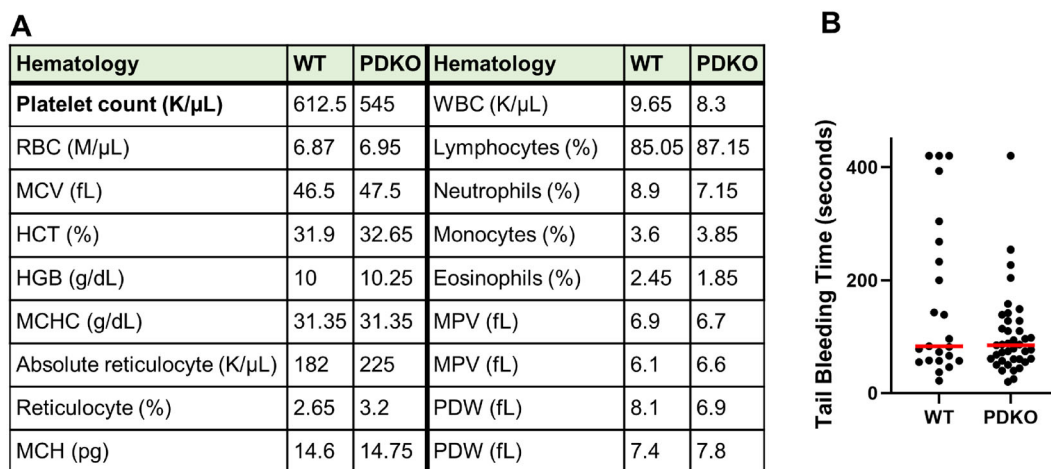 A
Hematology WT PDKO Hematology WT PDKO
Platelet count (K/µL) 612.5 545 WBC (K/µL) 9.65 8.3
RBC (M/µL) 6.87 6.95 Lymphocytes (%) 85.05 87.15
MCV (fL) 46.5 47.5 Neutrophils (%) 8.9 7.15
HCT (%) 31.9 32.65 Monocytes (%) 3.6 3.85
HGB (g/dL) 10 10.25 Eosinophils (%) 2.45 1.85
MCHC (g/dL) 31.35 31.35 MPV (fL) 6.9 6.7
Absolute reticulocyte (K/µL) 182 225 MPV (fL) 6.1 6.6
Reticulocyte (%) 2.65 3.2 PDW (fL) 8.1 6.9
MCH (pg) 14.6 14.75 PDW (fL) 7.4 7.8
B
Tail Bleeding Time (seconds)
400
200
0
WT PDKO